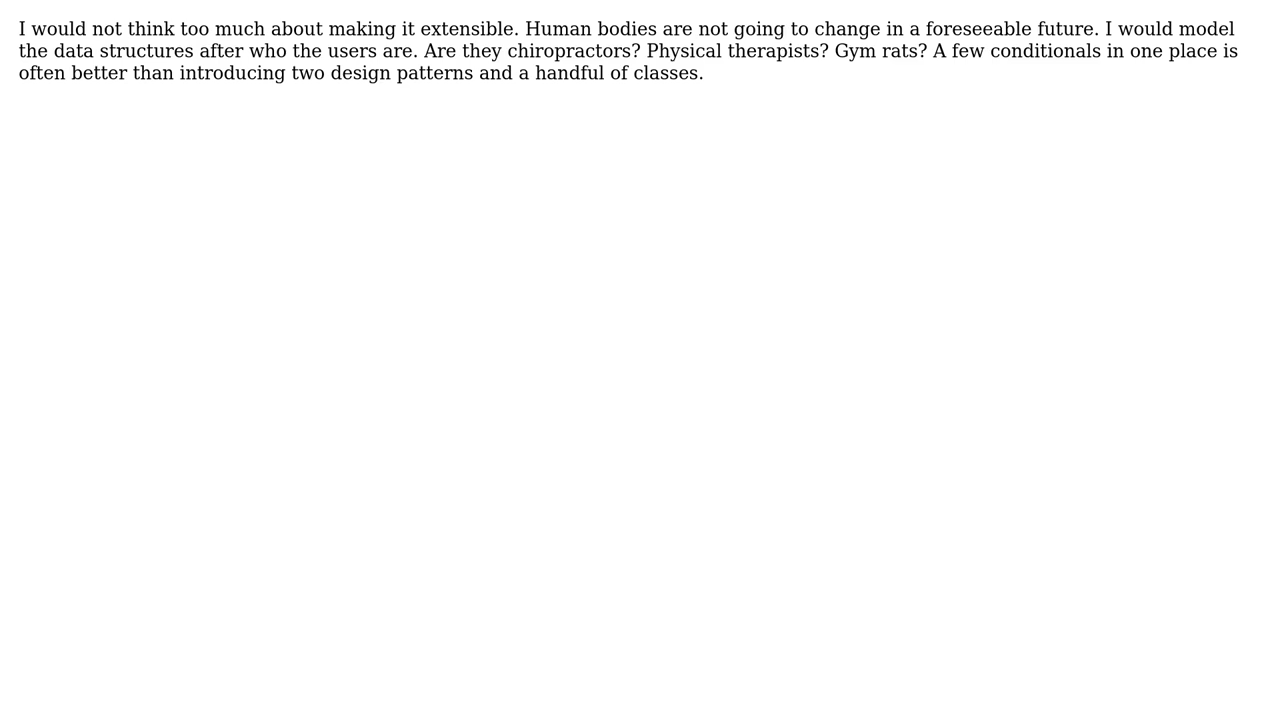 I would not think too much about making it extensible. Human bodies are not going to change in a foreseeable future. I would model
the data structures after who the users are. Are they chiropractors? Physical therapists? Gym rats? A few conditionals in one place is
often better than introducing two design patterns and a handful of classes.